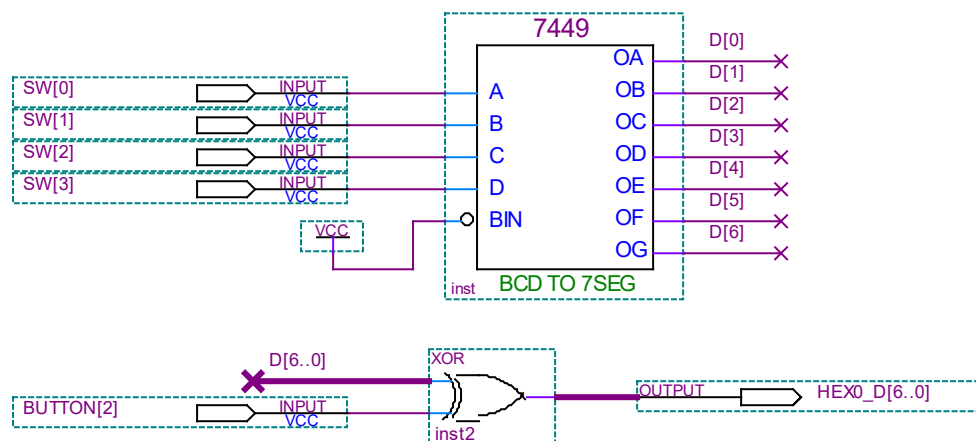 7449
D[0]
OA
D[1]
SW[0]
INPUT
VCC
A
OB
D[2]
SW[1]
INPUT
VCC
B
OC
D[3]
SW[2]
INPUT
VCC
C
OD
D[4]
SW[3]
INPUT
VCC
D
OE
D[5]
VCC
BIN
OF
D[6]
OG
inst
BCD TO 7SEG
D[6..0]
XOR
BUTTON[2]
INPUT
VCC
OUTPUT
HEX0_D[6..0]
inst2